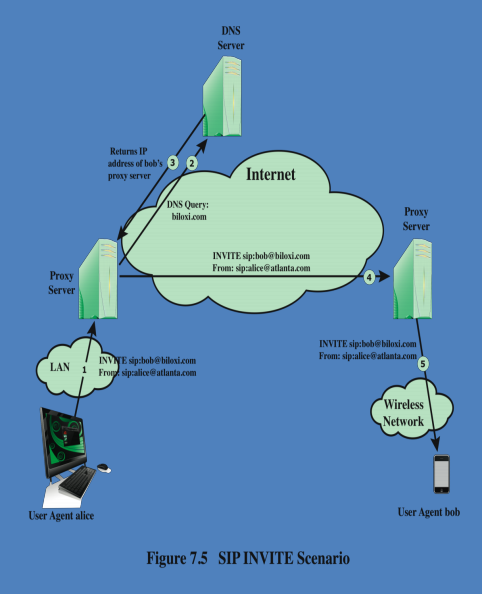 DNS
Server
Returns IP
address of bob's
proxy server
3
2
Internet
DNS Query:
biloxi.com
Proxy
Server
INVITE sip:bob@biloxi.com
From: sip:alice@atlanta.com
4
Proxy
Server
LAN
1
INVITE sip:bob@biloxi.com
From: sip:alice@atlanta.com
INVITE sip:bob@biloxi.com
From: sip:alice@atlanta.com
5
Wireless
Network
User Agent alice
User Agent bob
Figure 7.5 SIP INVITE Scenario